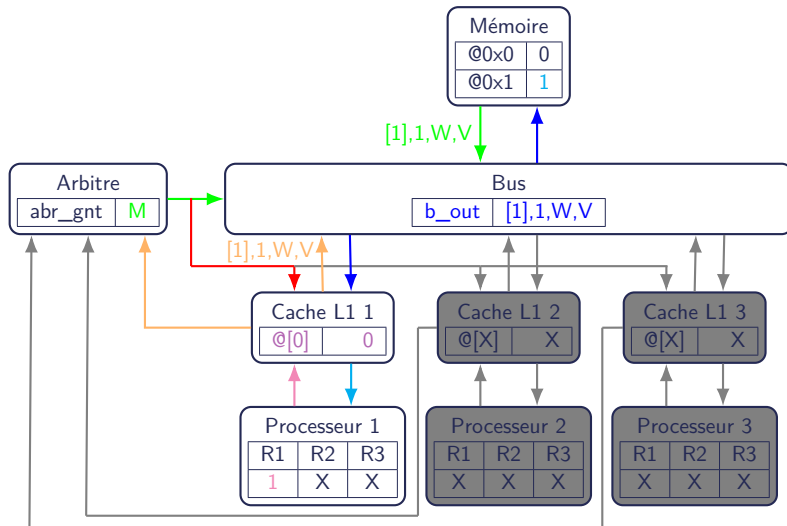 Mémoire
@0x0 0
@0x1 1
[1],1,W,V
Arbitre
abr_gnt M
Bus
b_out [1],1,W,V
[1],1,W,V
Cache L1 1
@[0] 0
Cache L1 2
@[X] X
Cache L1 3
@[X] X
Processeur 1
R1 R2 R3
1 X X
Processeur 2
R1 R2 R3
X X X
Processeur 3
R1 R2 R3
X X X